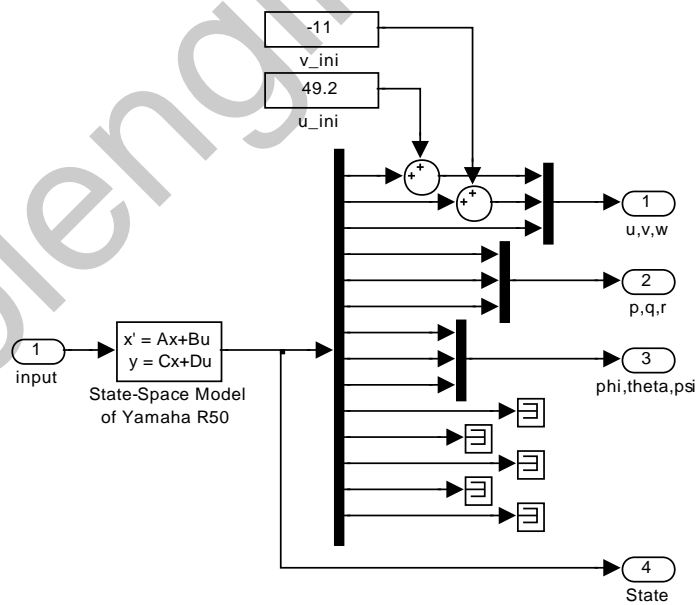 -11
v_ini
49.2
u_ini
+
+
+
+
1
u,v,w
2
p,q,r
1
input
x' = Ax+Bu
y = Cx+Du
State-Space Model
of Yamaha R50
3
phi,theta,psi
4
State